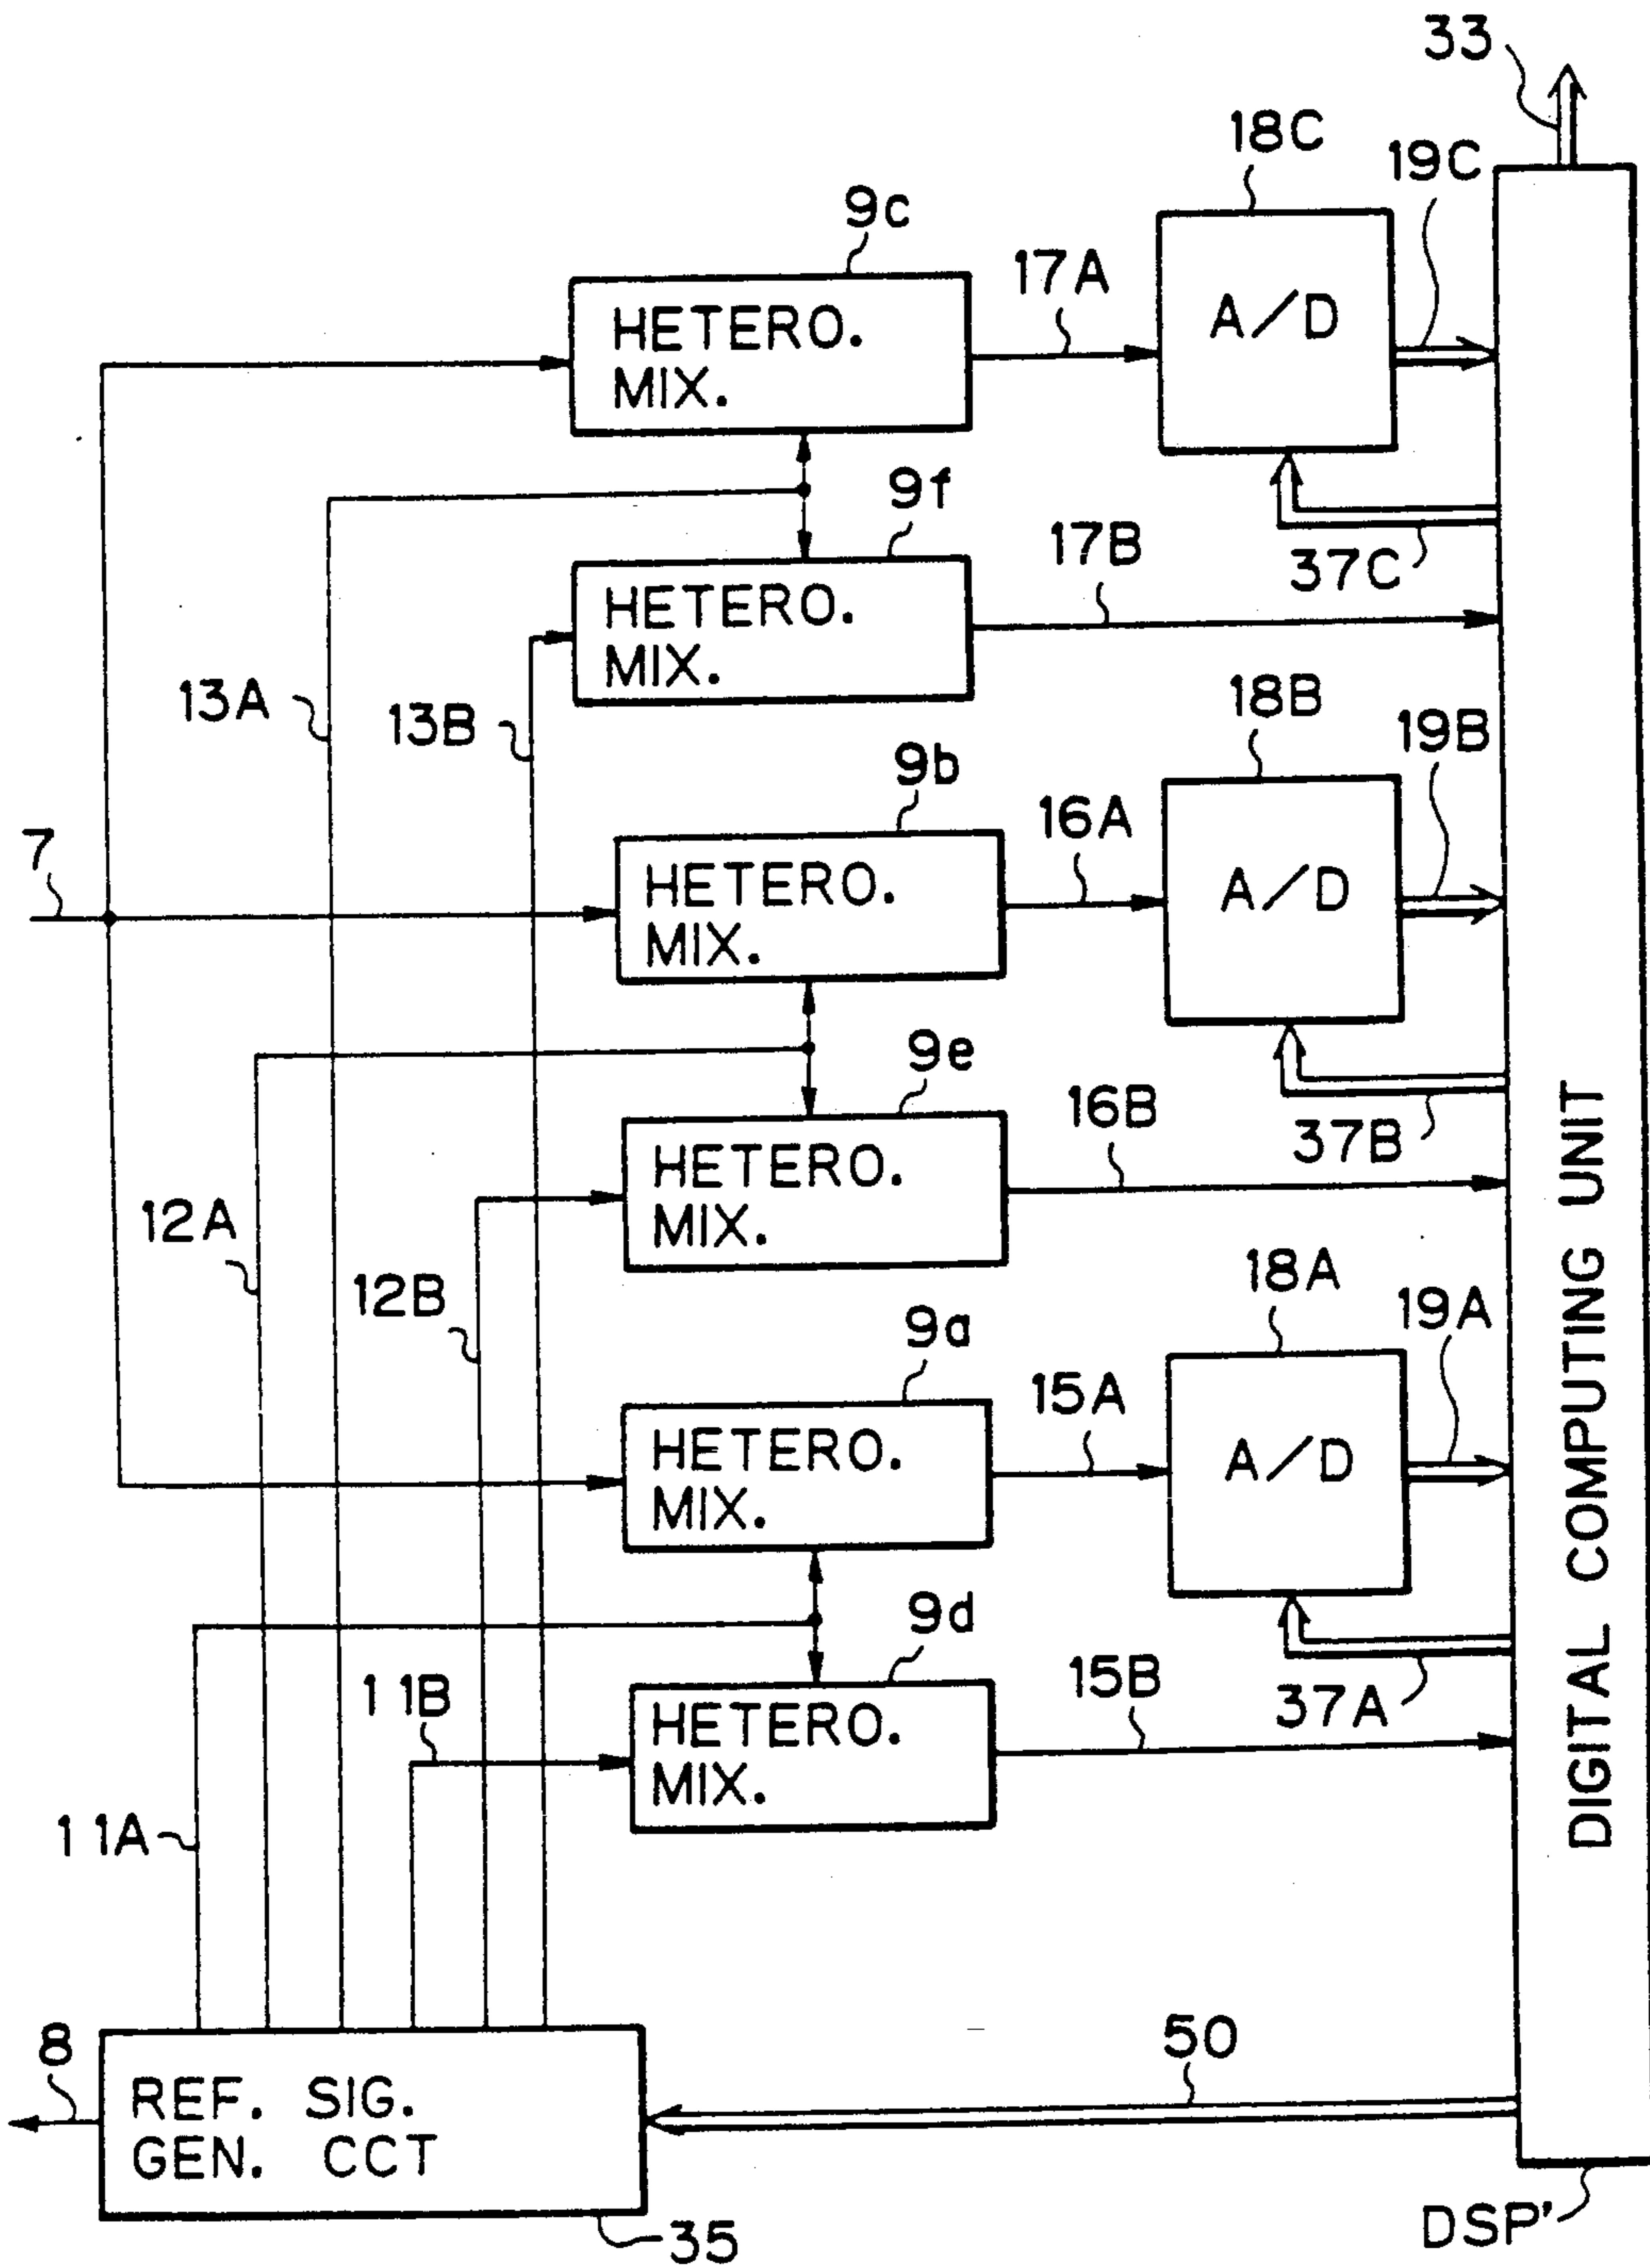 33
18C
19C
9c
17A
HETERO.
MIX.
A/D
9f
17B
37C
HETERO.
MIX.
13A
13B
18B
19B
9b
16A
7
HETERO.
MIX.
A/D
9e
16B
37B
HETERO.
MIX.
12A
12B
18A
19A
9a
15A
HETERO.
MIX.
A/D
9d
15B
37A
11B
HETERO.
MIX.
11A
DIGITAL COMPUTING UNIT
8
50
REF. SIG.
GEN. CCT
35
DSP'